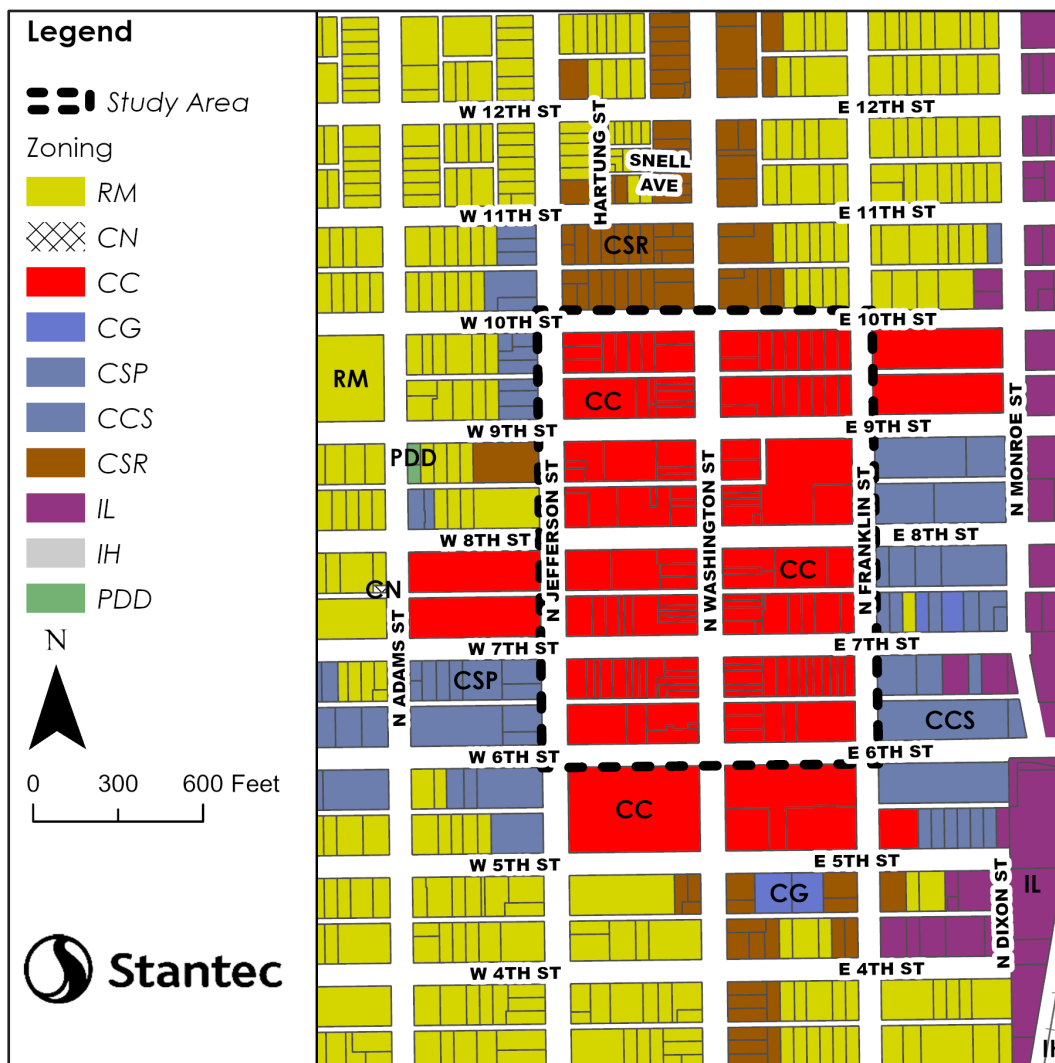 Legend
Study Area
Zoning
RM
CN
CC
CG
CSP
CCS
CSR
IL
IH
PDD
N
0 300 600 Feet
Stantec
W 12TH ST
E 12TH ST
HARTUNG ST
SNELL
AVE
W 11TH ST
E 11TH ST
CSR
W 10TH ST
E 10TH ST
RM
CC
N MONROE ST
W 9TH ST
E 9TH ST
PDD
N JEFFERSON ST
N WASHINGTON ST
N FRANKLIN ST
W 8TH ST
E 8TH ST
CN
CC
N ADAMS ST
W 7TH ST
E 7TH ST
CSP
CCS
W 6TH ST
E 6TH ST
CC
W 5TH ST
E 5TH ST
CG
IL
N DIXON ST
W 4TH ST
E 4TH ST